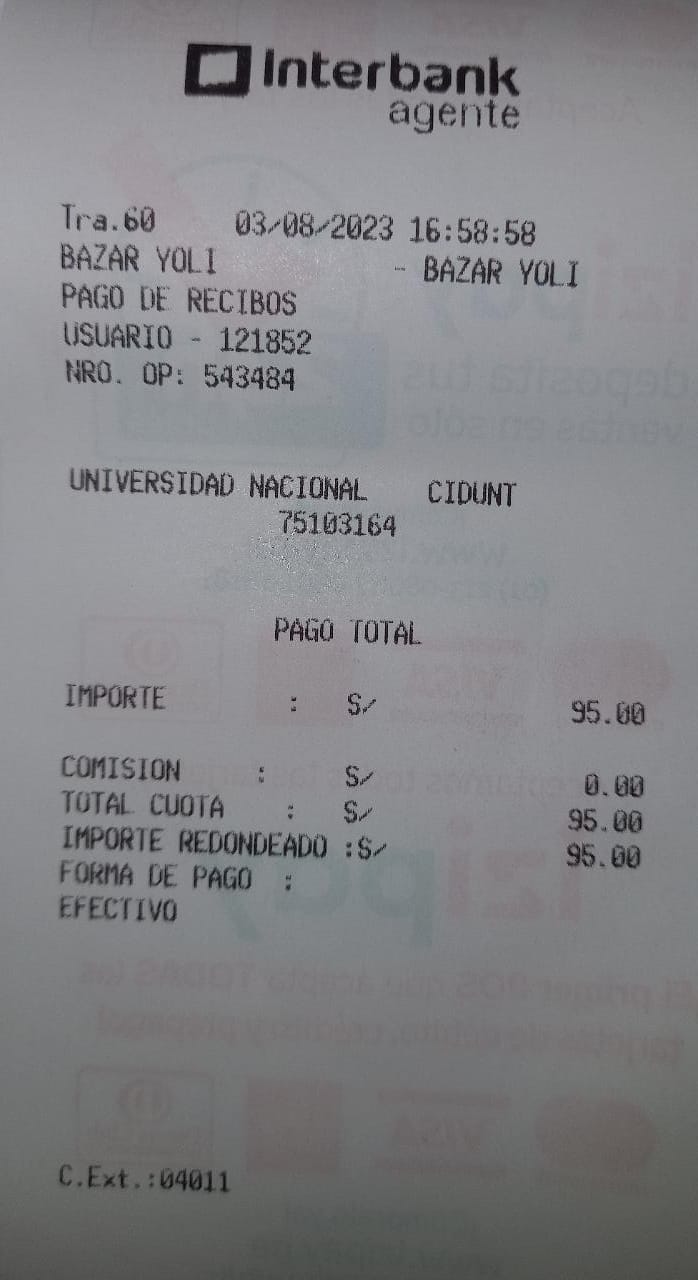 Interbank
agente
Tra.60 03/08/2023 16:58:58
BAZAR YOLI - BAZAR YOLI
PAGO DE RECIBOS
USUARIO - 121852
NRO. OP: 543484
UNIVERSIDAD NACIONAL CIDUNT
75103164
PAGO TOTAL
IMPORTE : S/ 95.00
COMISION : S/ 0.00
TOTAL CUOTA : S/ 95.00
IMPORTE REDONDEADO :S/ 95.00
FORMA DE PAGO :
EFECTIVO
C.Ext.:04011